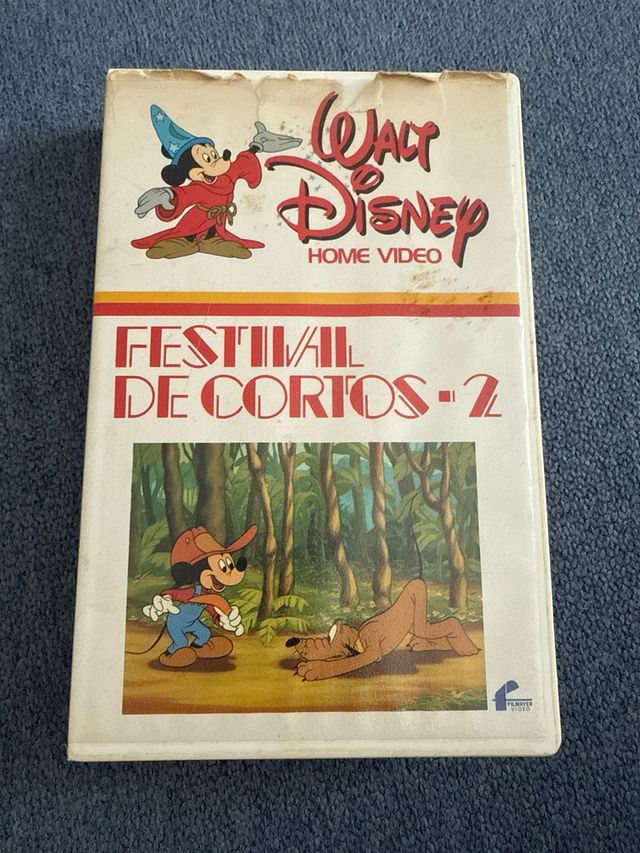 WALT
DISNEY
HOME VIDEO
FESTIVAL
DE CORTOS-2
FILMAYER
VIDEO